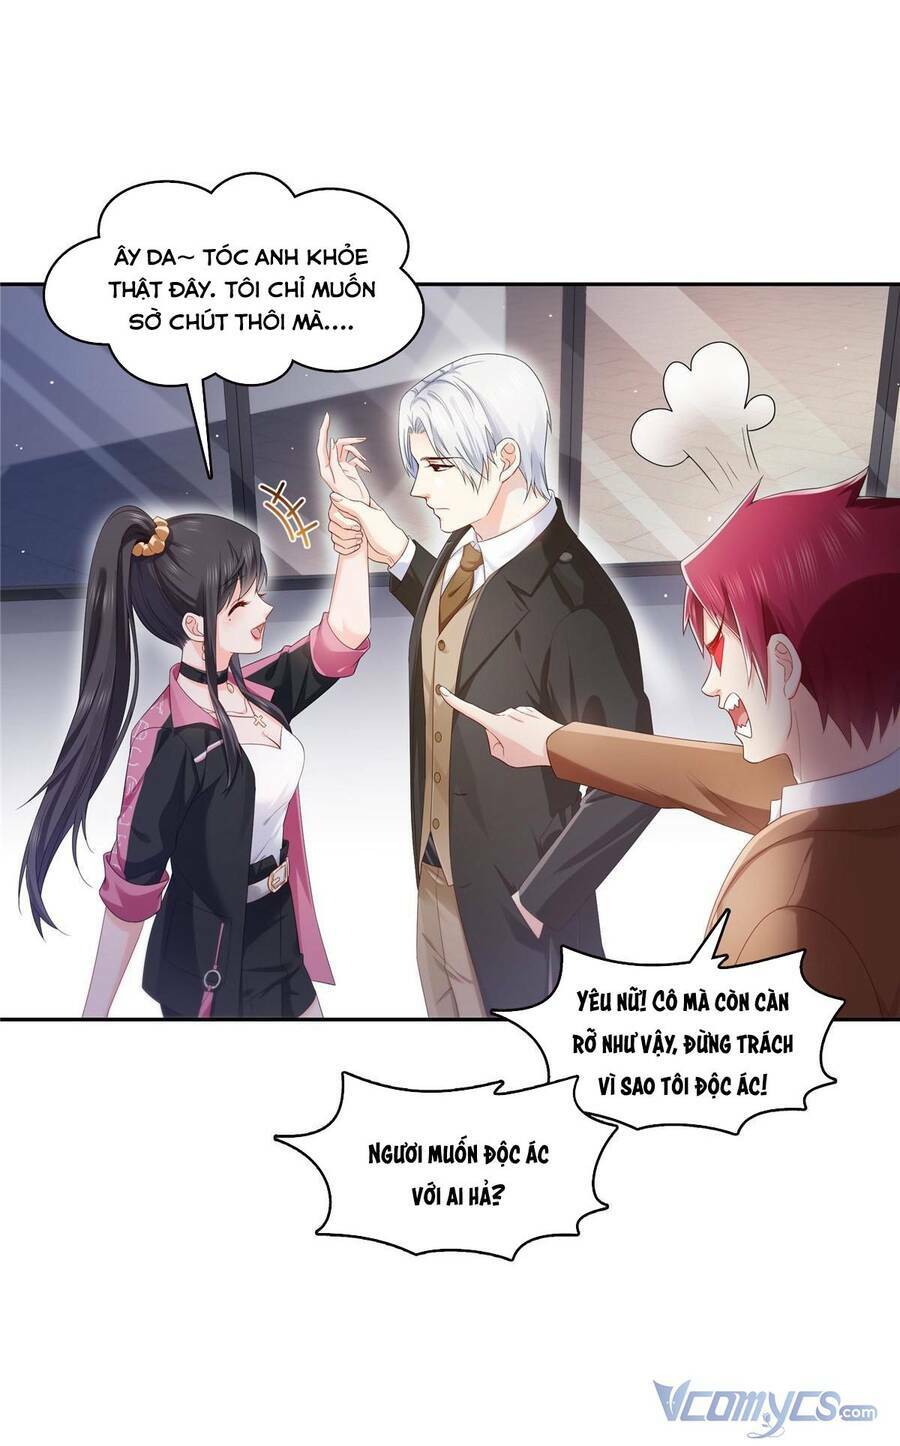 ÂY DA~ TÓC ANH KHỎE
THẬT ĐÂY. TÔI CHỈ MUỐN
SỜ CHÚT THÔI MÀ....
YÊU NỮ! CÔ MÀ CÒN CÀN
RỠ NHƯ VẬY, ĐỪNG TRÁCH
VÌ SAO TÔI ĐỘC ÁC!
NGƯƠI MUỐN ĐỘC ÁC
VỚI AI HẢ?
VCOMYCS.com